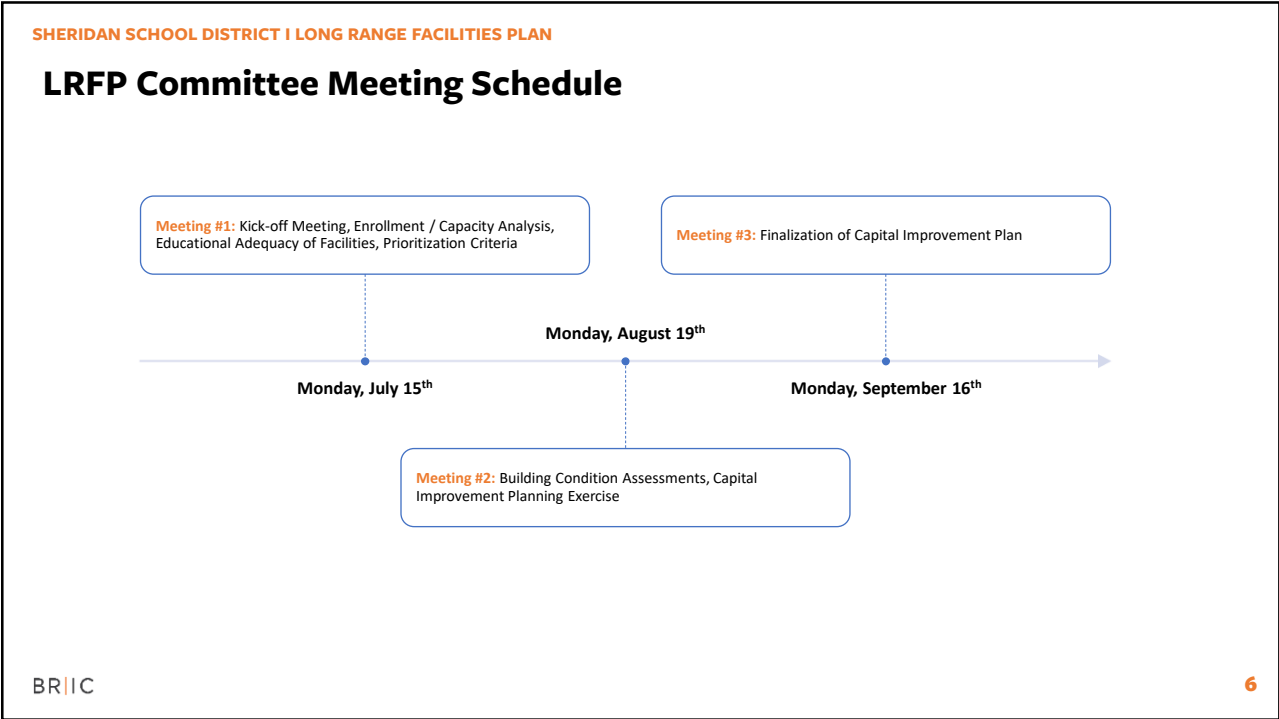 SHERIDAN SCHOOL DISTRICT I LONG RANGE FACILITIES PLAN
LRFP Committee Meeting Schedule
Meeting #1: Kick-off Meeting, Enrollment / Capacity Analysis,
Educational Adequacy of Facilities, Prioritization Criteria
Meeting #3: Finalization of Capital Improvement Plan
Monday, August 19th
Monday, July 15th
Monday, September 16th
Meeting #2: Building Condition Assessments, Capital
Improvement Planning Exercise
BR|IC
6